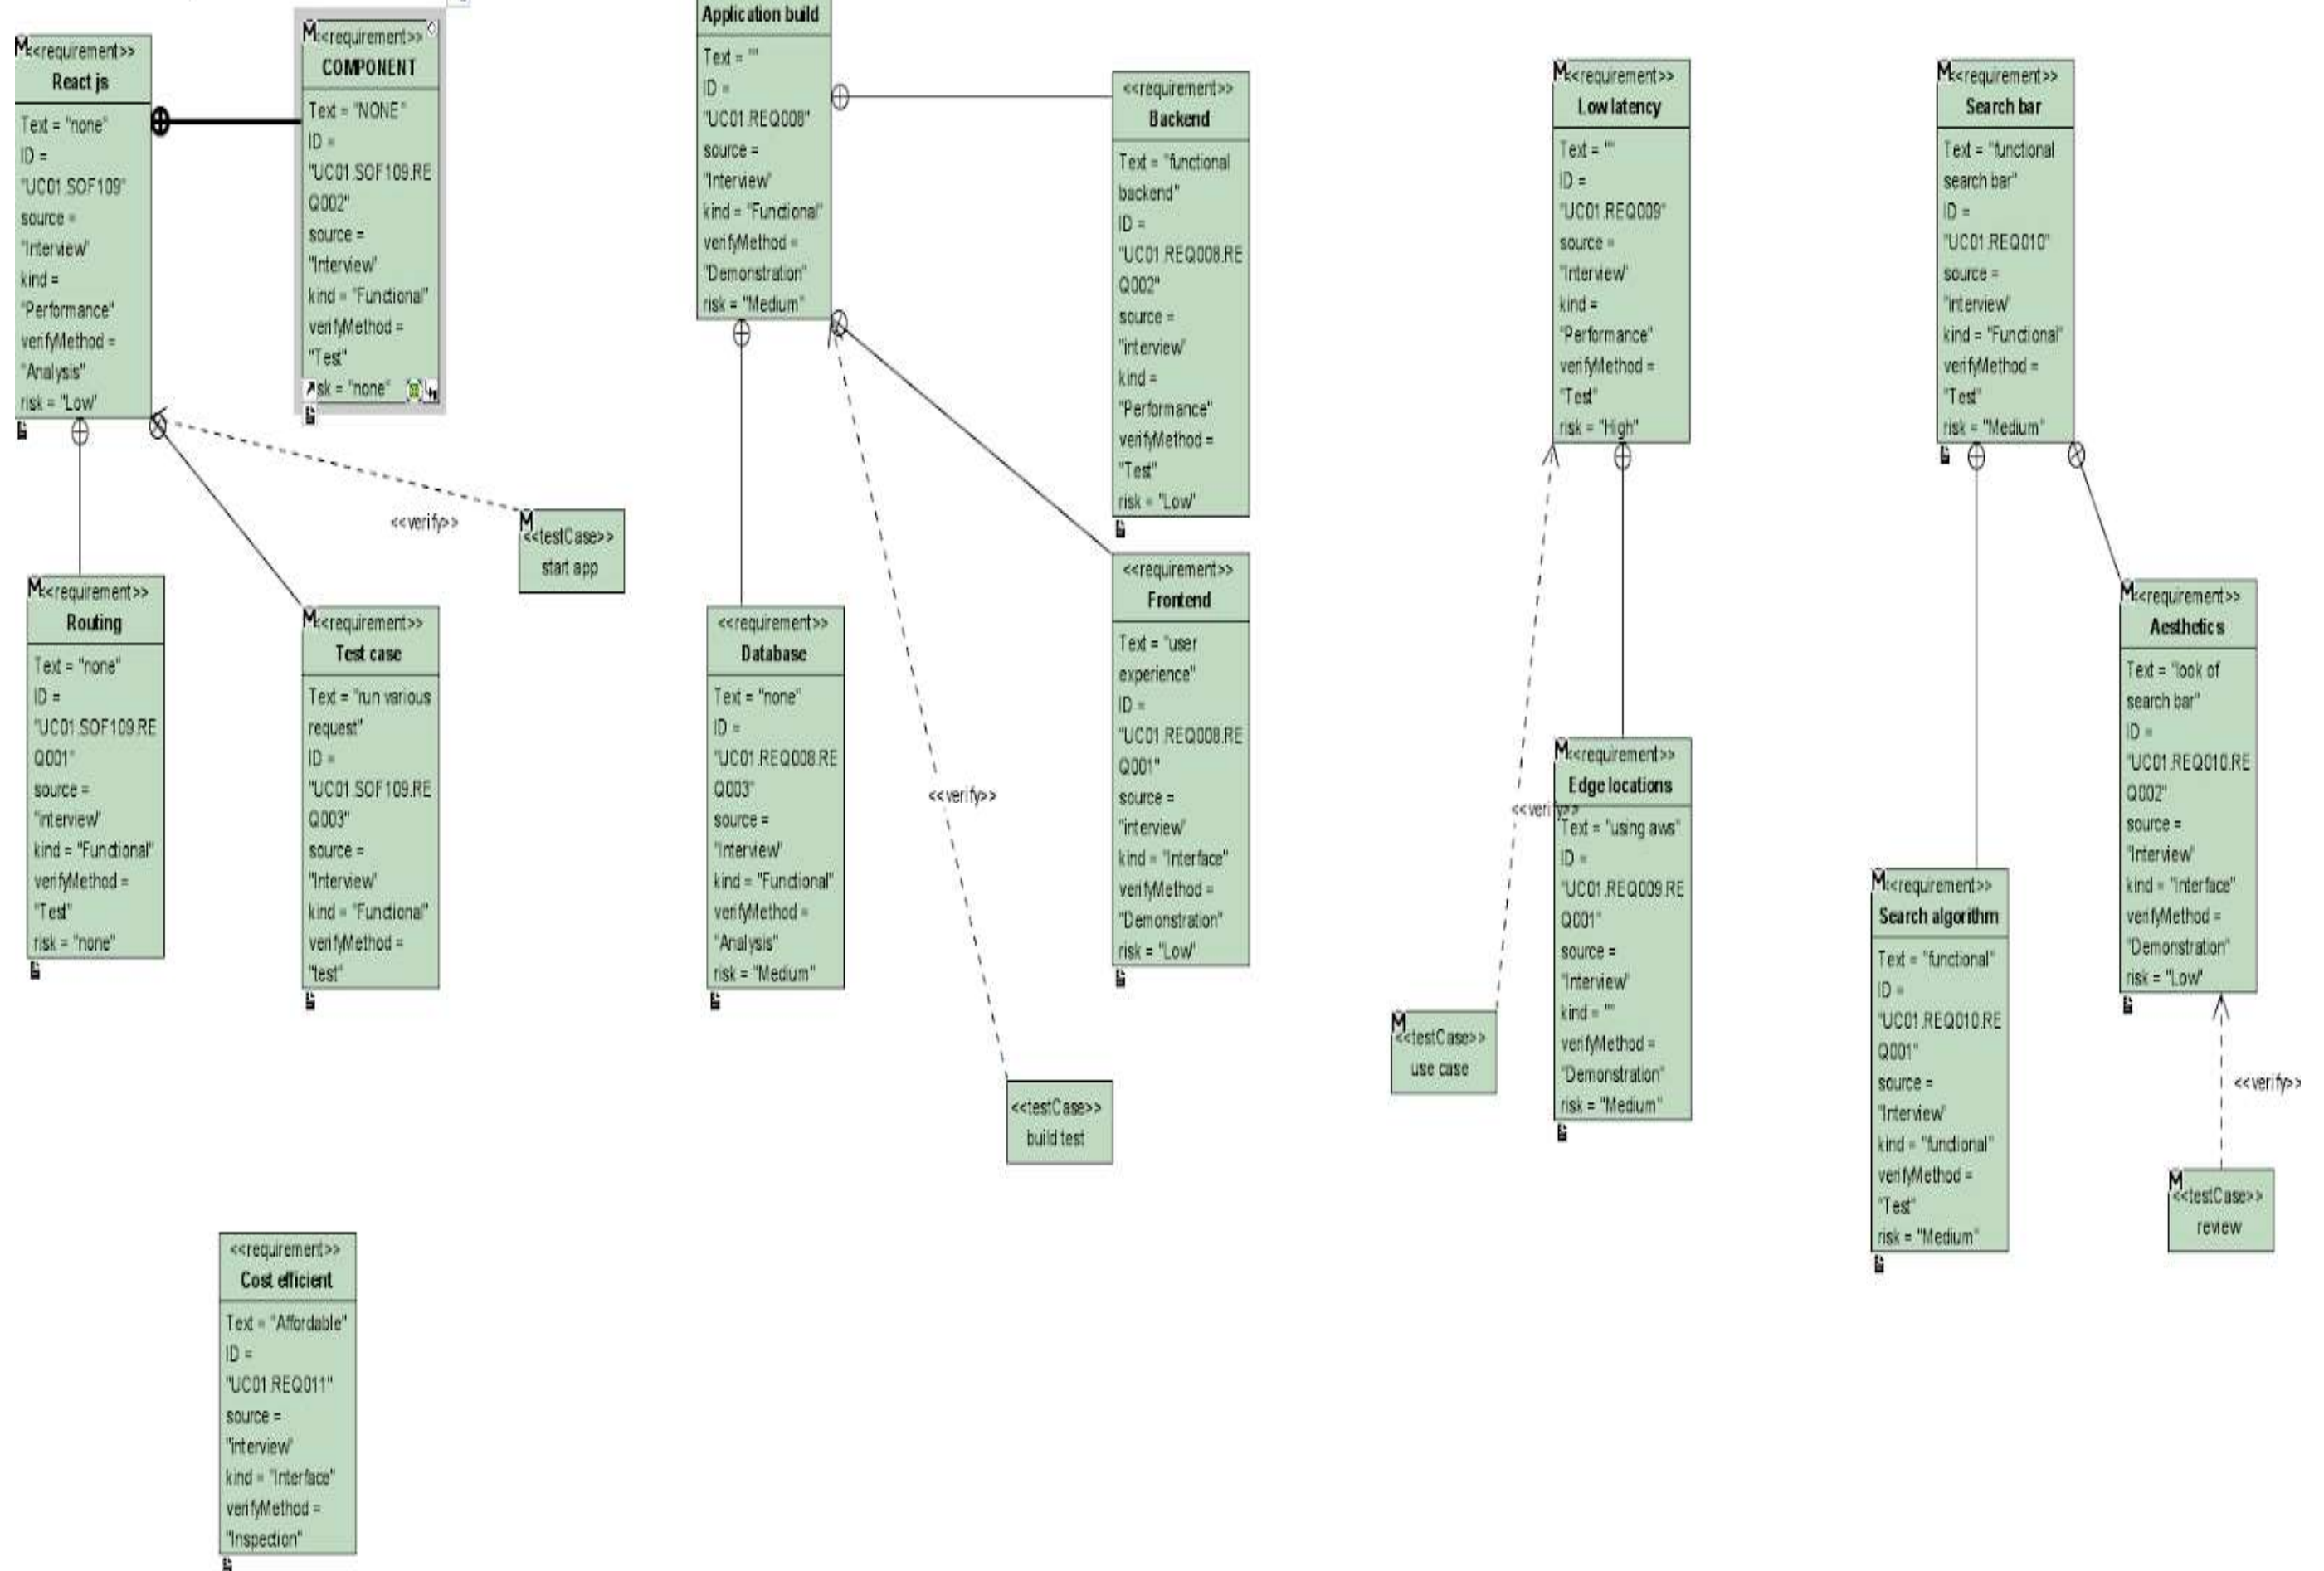 <<requirement>>
React js
Text = "none"
ID =
"UC01.SOF109"
source =
"Interview"
kind =
"Performance"
verifyMethod =
"Analysis"
risk = "Low"
<<requirement>>
COMPONENT
Text = "NONE"
ID =
"UC01.SOF109.RE
Q002"
source =
"Interview"
kind = "Functional"
verifyMethod =
"Test"
sk = "none"
<<verify>>
<<testCase>>
start app
<<requirement>>
Routing
Text = "none"
ID =
"UC01.SOF109.RE
Q001"
source =
"interview"
kind = "Functional"
verifyMethod =
"Test"
risk = "none"
<<requirement>>
Test case
Text = "run various
request"
ID =
"UC01.SOF109.RE
Q003"
source =
"Interview"
kind = "Functional"
verifyMethod =
"test"
Application build
Text = ""
ID =
"UC01.REQ008"
source =
"Interview"
kind = "Functional"
verifyMethod =
"Demonstration"
risk = "Medium"
<<requirement>>
Backend
Text = "functional
backend"
ID =
"UC01.REQ008.RE
Q002"
source =
"interview"
kind =
"Performance"
verifyMethod =
"Test"
risk = "Low"
<<requirement>>
Database
Text = "none"
ID =
"UC01.REQ008.RE
Q003"
source =
"Interview"
kind = "Functional"
verifyMethod =
"Analysis"
risk = "Medium"
<<requirement>>
Frontend
Text = "user
experience"
ID =
"UC01.REQ008.RE
Q001"
source =
"interview"
kind = "Interface"
verifyMethod =
"Demonstration"
risk = "Low"
<<verify>>
<<testCase>>
build test
<<requirement>>
Low latency
Text = ""
ID =
"UC01.REQ009"
source =
"Interview"
kind =
"Performance"
verifyMethod =
"Test"
risk = "High"
<<verify>>
<<requirement>>
Edge locations
Text = "using aws"
ID =
"UC01.REQ009.RE
Q001"
source =
"Interview"
kind = ""
verifyMethod =
"Demonstration"
risk = "Medium"
<<testCase>>
use case
<<requirement>>
Search bar
Text = "functional
search bar"
ID =
"UC01.REQ010"
source =
"interview"
kind = "Functional"
verifyMethod =
"Test"
risk = "Medium"
<<requirement>>
Aesthetics
Text = "look of
search bar"
ID =
"UC01.REQ010.RE
Q002"
source =
"Interview"
kind = "Interface"
verifyMethod =
"Demonstration"
risk = "Low"
<<requirement>>
Search algorithm
Text = "functional"
ID =
"UC01.REQ010.RE
Q001"
source =
"Interview"
kind = "functional"
verifyMethod =
"Test"
risk = "Medium"
<<verify>>
<<testCase>>
review
<<requirement>>
Cost efficient
Text = "Affordable"
ID =
"UC01.REQ011"
source =
"interview"
kind = "Interface"
verifyMethod =
"Inspection"